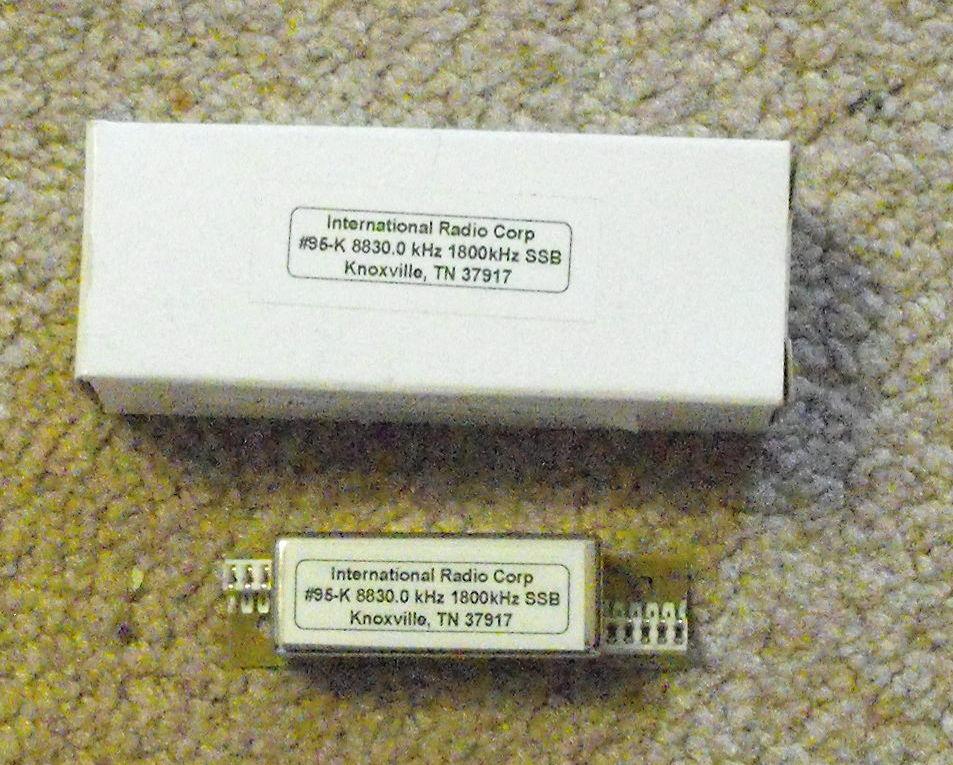 International Radio Corp
#95-K 8830.0 kHz 1800kHz SSB
Knoxville, TN 37917
International Radio Corp
#95-K 8830.0 kHz 1800kHz SSB
Knoxville, TN 37917